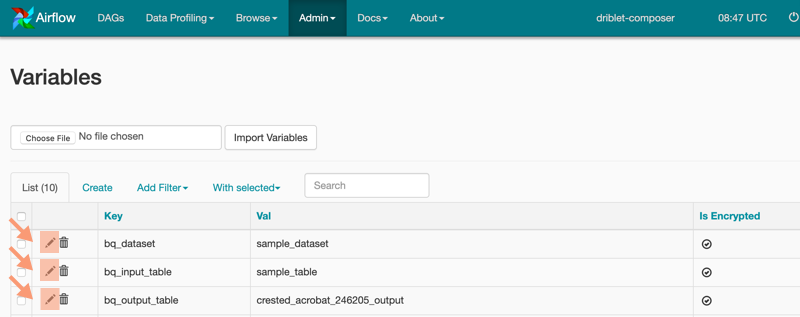 Airflow DAGs Data Profiling Browse Admin Docs About driblet-composer 08:47 UTC
Variables
Choose File No file chosen Import Variables
List (10) Create Add Filter With selected Search
Key Val Is Encrypted
bq_dataset sample_dataset
bq_input_table sample_table
bq_output_table crested_acrobat_246205_output